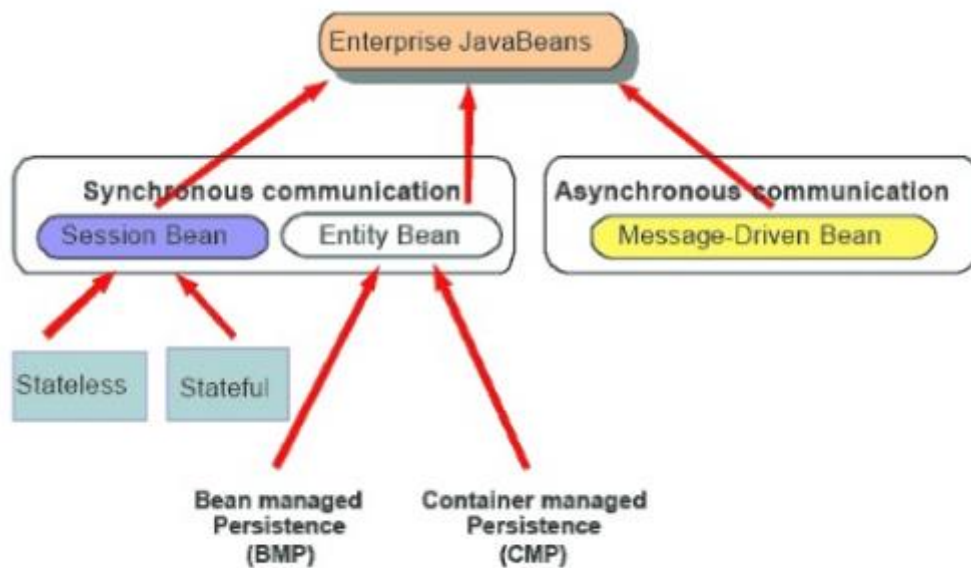 Enterprise JavaBeans
Synchronous communication
Session Bean
Entity Bean
Asynchronous communication
Message-Driven Bean
Stateless
Stateful
Bean managed
Persistence
(BMP)
Container managed
Persistence
(CMP)